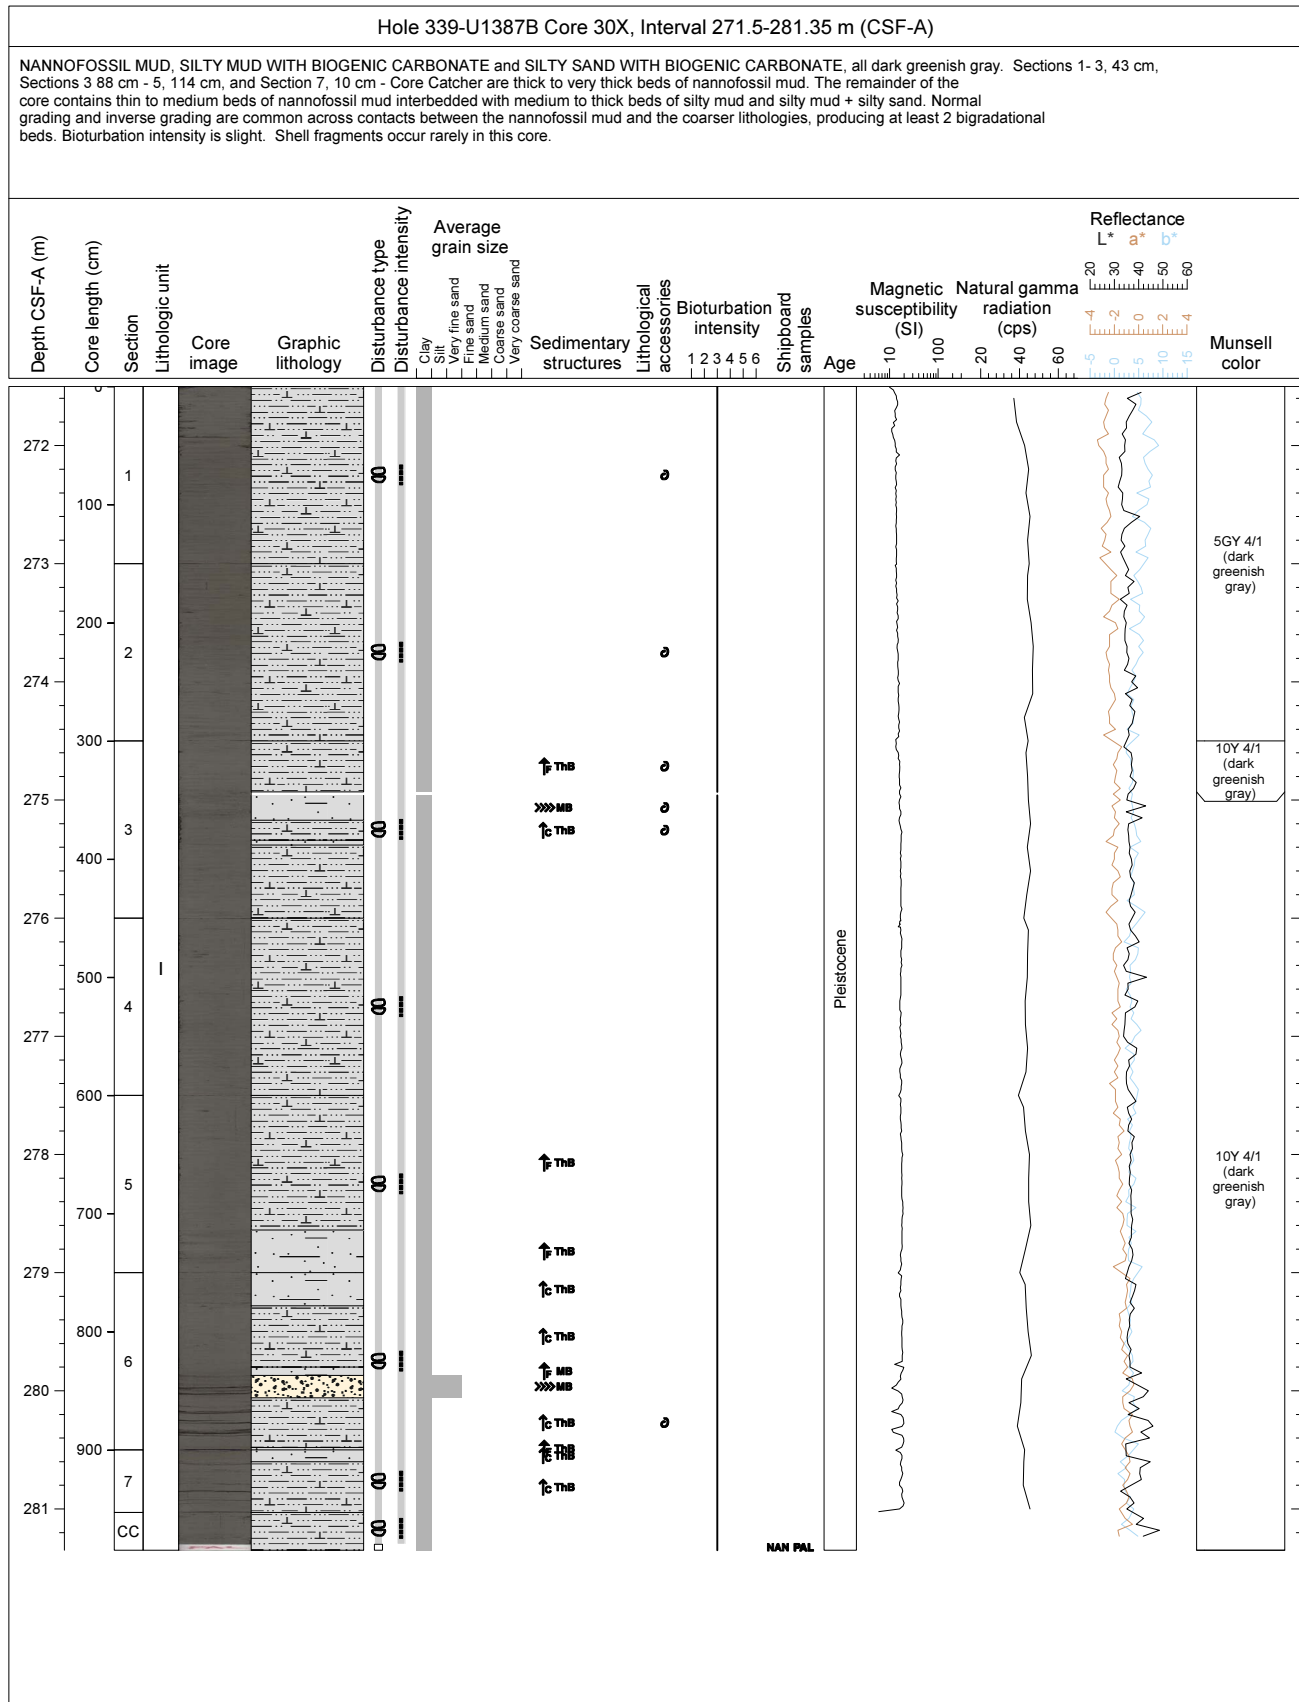 Hole 339-U1387B Core 30X, Interval 271.5-281.35 m (CSF-A)
NANNOFOSSIL MUD, SILTY MUD WITH BIOGENIC CARBONATE and SILTY SAND WITH BIOGENIC CARBONATE, all dark greenish gray. Sections 1- 3, 43 cm,
Sections 3 88 cm - 5, 114 cm, and Section 7, 10 cm - Core Catcher are thick to very thick beds of nannofossil mud. The remainder of the
core contains thin to medium beds of nannofossil mud interbedded with medium to thick beds of silty mud and silty mud + silty sand. Normal
grading and inverse grading are common across contacts between the nannofossil mud and the coarser lithologies, producing at least 2 bigradational
beds. Bioturbation intensity is slight. Shell fragments occur rarely in this core.
Depth CSF-A (m)
Core length (cm)
Section
Lithologic unit
Core
image
Graphic
lithology
Disturbance type
Disturbance intensity
Average
grain size
Clay
Silt
Very fine sand
Fine sand
Medium sand
Coarse sand
Very coarse sand
Sedimentary
structures
Lithological
accessories
Bioturbation
intensity
1 2 3 4 5 6
Shipboard
samples
Age
Magnetic
susceptibility
(SI)
10 100
Natural gamma
radiation
(cps)
20 40 60
Reflectance
L* a* b*
20 30 40 50 60
-4 -2 0 2 4
-5 0 5 10 15
Munsell
color
0
272
1
100
5GY 4/1
(dark
greenish
gray)
273
200
2
274
300
10Y 4/1
(dark
greenish
gray)
F ThB
275
MB
3
C ThB
400
276
Pleistocene
I
500
4
277
600
278
F ThB
10Y 4/1
(dark
greenish
gray)
5
700
F ThB
279
C ThB
800
C ThB
6
F MB
280
MB
C ThB
900
F ThB
C ThB
7
C ThB
281
CC
NAN PAL